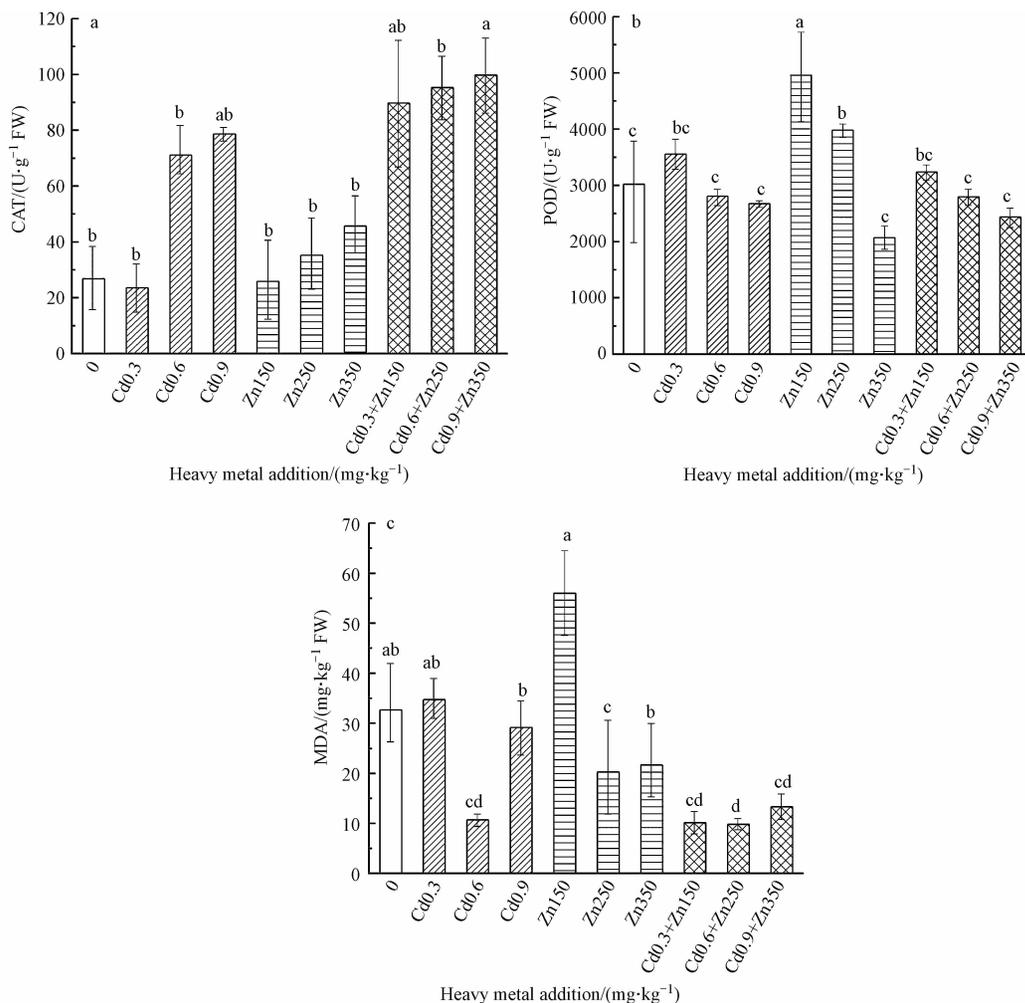 a
CAT/(U·g⁻¹ FW)
120
100
80
60
40
20
0
b
b
b
ab
b
b
b
ab
b
a
0
Cd0.3
Cd0.6
Cd0.9
Zn150
Zn250
Zn350
Cd0.3+Zn150
Cd0.6+Zn250
Cd0.9+Zn350
Heavy metal addition/(mg·kg⁻¹)
b
POD/(U·g⁻¹ FW)
6000
5000
4000
3000
2000
1000
0
c
bc
c
c
a
b
c
bc
c
c
0
Cd0.3
Cd0.6
Cd0.9
Zn150
Zn250
Zn350
Cd0.3+Zn150
Cd0.6+Zn250
Cd0.9+Zn350
Heavy metal addition/(mg·kg⁻¹)
c
MDA/(mg·kg⁻¹ FW)
70
60
50
40
30
20
10
0
ab
ab
cd
b
a
c
b
cd
d
cd
0
Cd0.3
Cd0.6
Cd0.9
Zn150
Zn250
Zn350
Cd0.3+Zn150
Cd0.6+Zn250
Cd0.9+Zn350
Heavy metal addition/(mg·kg⁻¹)